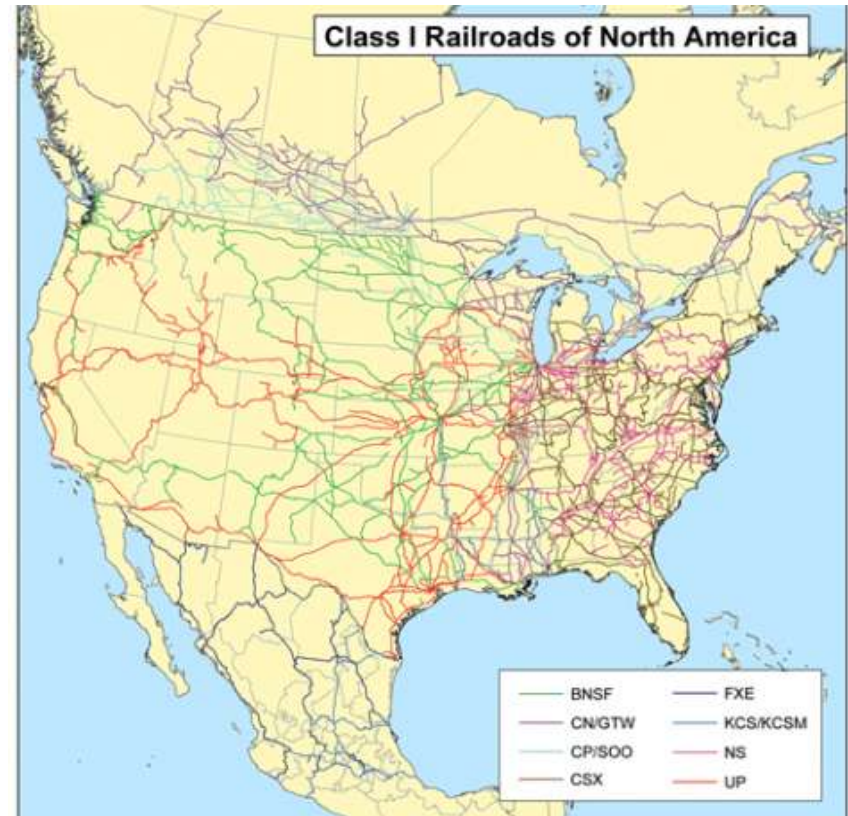 Class I Railroads of North America
BNSF
CN/GTW
CP/SOO
CSX
FXE
KCS/KCSM
NS
UP